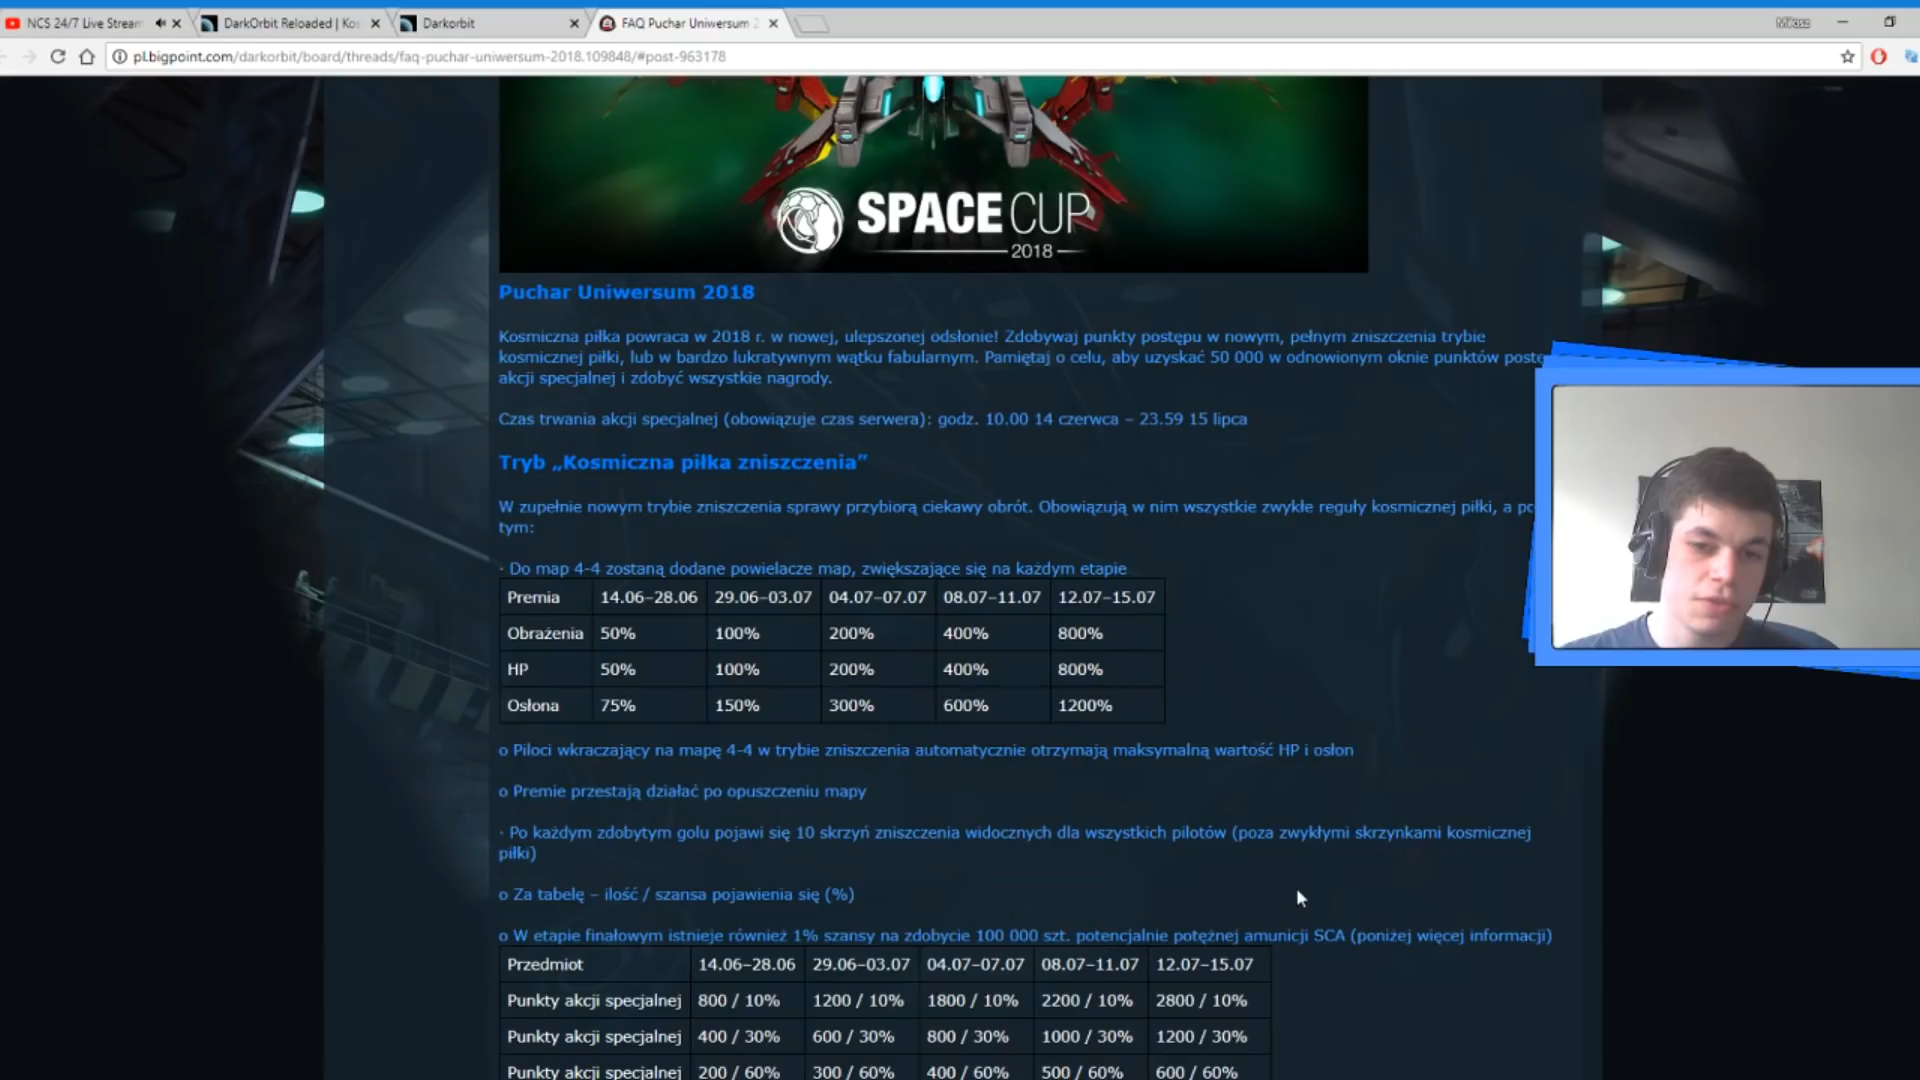 NCS 24/7 Live Stream
DarkOrbit Reloaded | Kos
Darkorbit
FAQ Puchar Uniwersum 2
Miłosz
pl.bigpoint.com/darkorbit/board/threads/faq-puchar-uniwersum-2018.109848/#post-963178
SPACE CUP
2018
Puchar Uniwersum 2018
Kosmiczna piłka powraca w 2018 r. w nowej, ulepszonej odsłonie! Zdobywaj punkty postępu w nowym, pełnym zniszczenia trybie
kosmicznej piłki, lub w bardzo lukratywnym wątku fabularnym. Pamiętaj o celu, aby uzyskać 50 000 w odnowionym oknie punktów postę
akcji specjalnej i zdobyć wszystkie nagrody.
Czas trwania akcji specjalnej (obowiązuje czas serwera): godz. 10.00 14 czerwca – 23.59 15 lipca
Tryb „Kosmiczna piłka zniszczenia”
W zupełnie nowym trybie zniszczenia sprawy przybiorą ciekawy obrót. Obowiązują w nim wszystkie zwykłe reguły kosmicznej piłki, a po
tym:
· Do map 4-4 zostaną dodane powielacze map, zwiększające się na każdym etapie
Premia 14.06–28.06 29.06–03.07 04.07–07.07 08.07–11.07 12.07–15.07
Obrażenia 50% 100% 200% 400% 800%
HP 50% 100% 200% 400% 800%
Osłona 75% 150% 300% 600% 1200%
o Piloci wkraczający na mapę 4-4 w trybie zniszczenia automatycznie otrzymają maksymalną wartość HP i osłon
o Premie przestają działać po opuszczeniu mapy
· Po każdym zdobytym golu pojawi się 10 skrzyń zniszczenia widocznych dla wszystkich pilotów (poza zwykłymi skrzynkami kosmicznej
piłki)
o Za tabelę – ilość / szansa pojawienia się (%)
o W etapie finałowym istnieje również 1% szansy na zdobycie 100 000 szt. potencjalnie potężnej amunicji SCA (poniżej więcej informacji)
Przedmiot 14.06–28.06 29.06–03.07 04.07–07.07 08.07–11.07 12.07–15.07
Punkty akcji specjalnej 800 / 10% 1200 / 10% 1800 / 10% 2200 / 10% 2800 / 10%
Punkty akcji specjalnej 400 / 30% 600 / 30% 800 / 30% 1000 / 30% 1200 / 30%
Punkty akcji specjalnej 200 / 60% 300 / 60% 400 / 60% 500 / 60% 600 / 60%